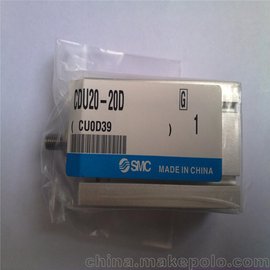 CDU20-20D
G
( CU0D39 ) 1
SMC MADE IN CHINA
china.makepolo.com